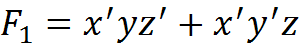 F₁ = x′yz′ + x′y′z